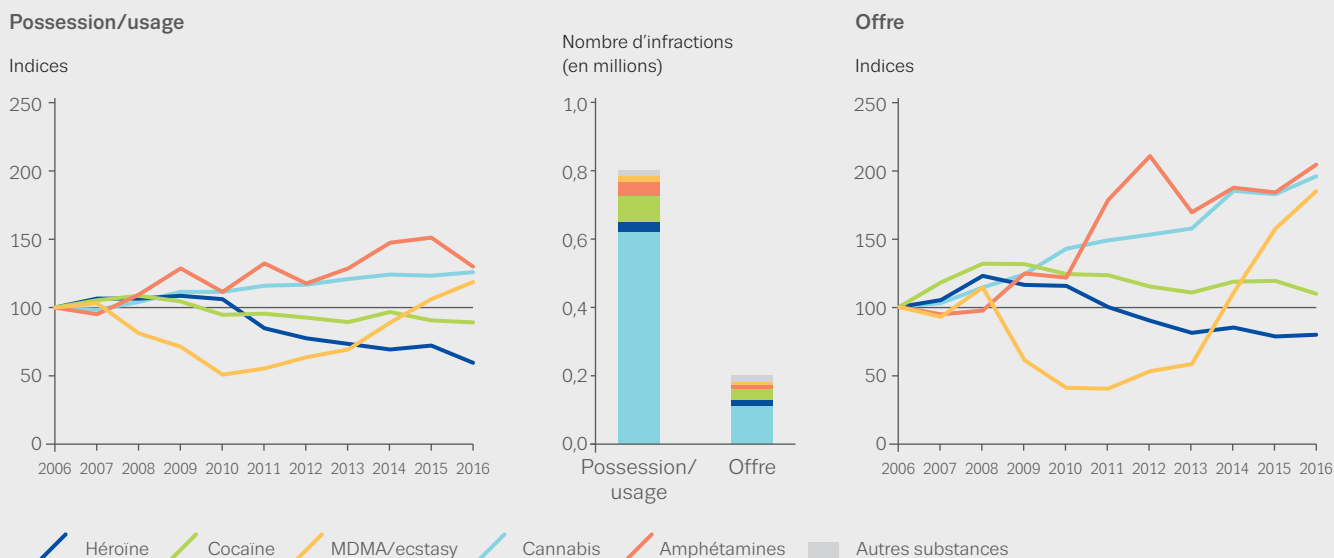 Possession/usage
Indices
250
200
150
100
50
0
2006 2007 2008 2009 2010 2011 2012 2013 2014 2015 2016
Nombre d'infractions
(en millions)
1,0
0,8
0,6
0,4
0,2
0,0
Possession/
usage
Offre
Offre
Indices
250
200
150
100
50
0
2006 2007 2008 2009 2010 2011 2012 2013 2014 2015 2016
Héroïne Cocaïne MDMA/ecstasy Cannabis Amphétamines Autres substances